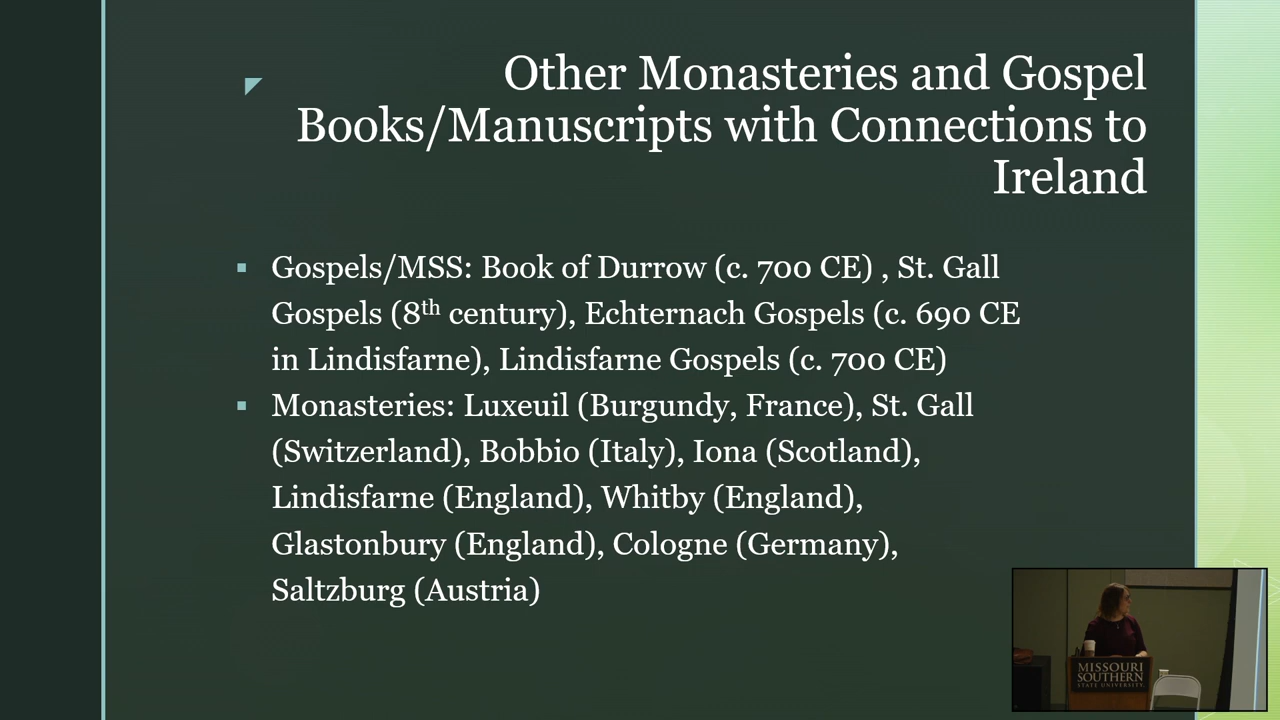 Other Monasteries and Gospel
Books/Manuscripts with Connections to
Ireland
▪ Gospels/MSS: Book of Durrow (c. 700 CE) , St. Gall
Gospels (8th century), Echternach Gospels (c. 690 CE
in Lindisfarne), Lindisfarne Gospels (c. 700 CE)
▪ Monasteries: Luxeuil (Burgundy, France), St. Gall
(Switzerland), Bobbio (Italy), Iona (Scotland),
Lindisfarne (England), Whitby (England),
Glastonbury (England), Cologne (Germany),
Saltzburg (Austria)
MISSOURI
SOUTHERN
STATE UNIVERSITY